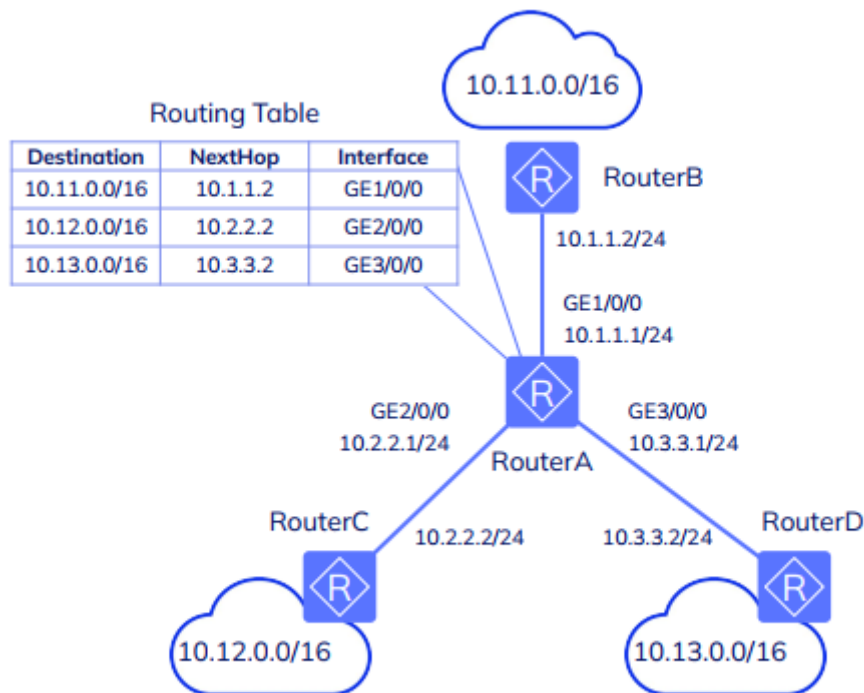 10.11.0.0/16
Routing Table
Destination NextHop Interface
10.11.0.0/16 10.1.1.2 GE1/0/0
10.12.0.0/16 10.2.2.2 GE2/0/0
10.13.0.0/16 10.3.3.2 GE3/0/0
R
RouterB
10.1.1.2/24
GE1/0/0
10.1.1.1/24
R
RouterA
GE2/0/0
10.2.2.1/24
GE3/0/0
10.3.3.1/24
RouterC
10.2.2.2/24
R
10.12.0.0/16
RouterD
10.3.3.2/24
R
10.13.0.0/16